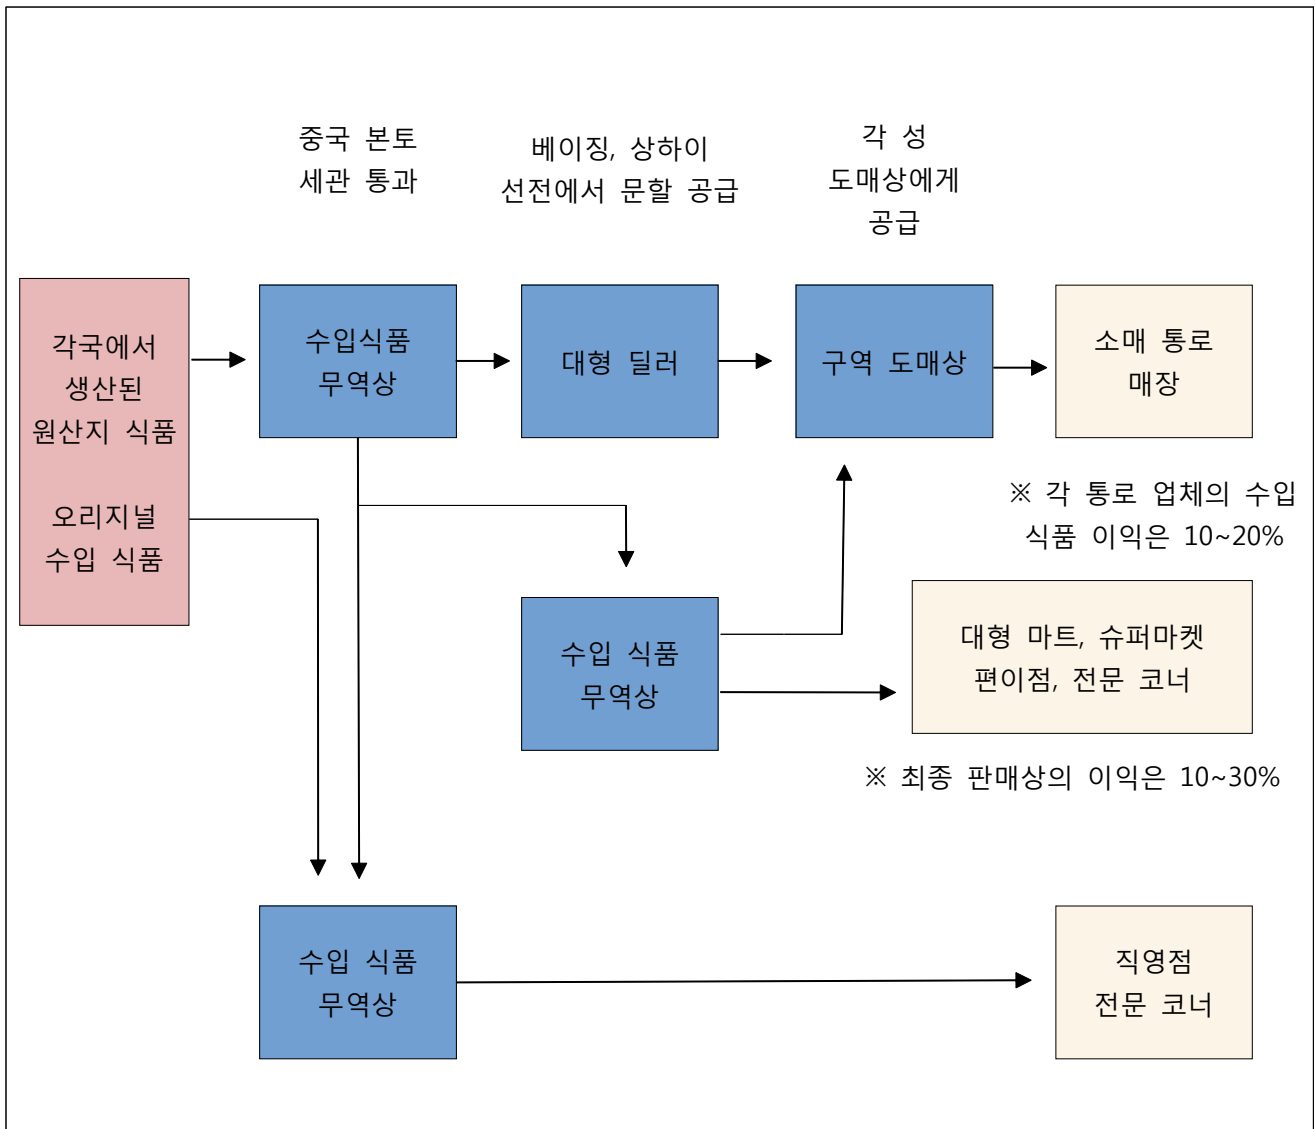 중국 본토
세관 통과
베이징, 상하이
선전에서 문할 공급
각 성
도매상에게
공급
각국에서
생산된
원산지 식품
오리지널
수입 식품
수입식품
무역상
대형 딜러
구역 도매상
소매 통로
매장
※ 각 통로 업체의 수입
식품 이익은 10~20%
수입 식품
무역상
대형 마트, 슈퍼마켓
편이점, 전문 코너
※ 최종 판매상의 이익은 10~30%
수입 식품
무역상
직영점
전문 코너